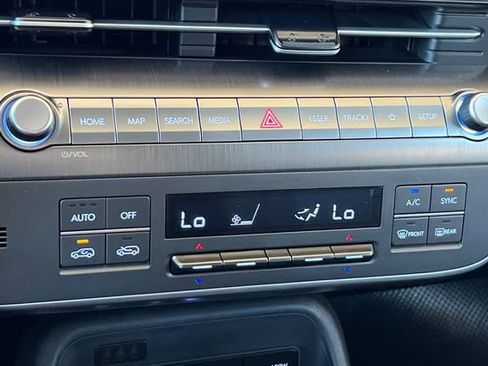 HOME MAP SEARCH MEDIA <SEEK TRACK> ☆ SETUP
⏻/VOL
AUTO OFF Lo Lo A/C SYNC
FRONT REAR